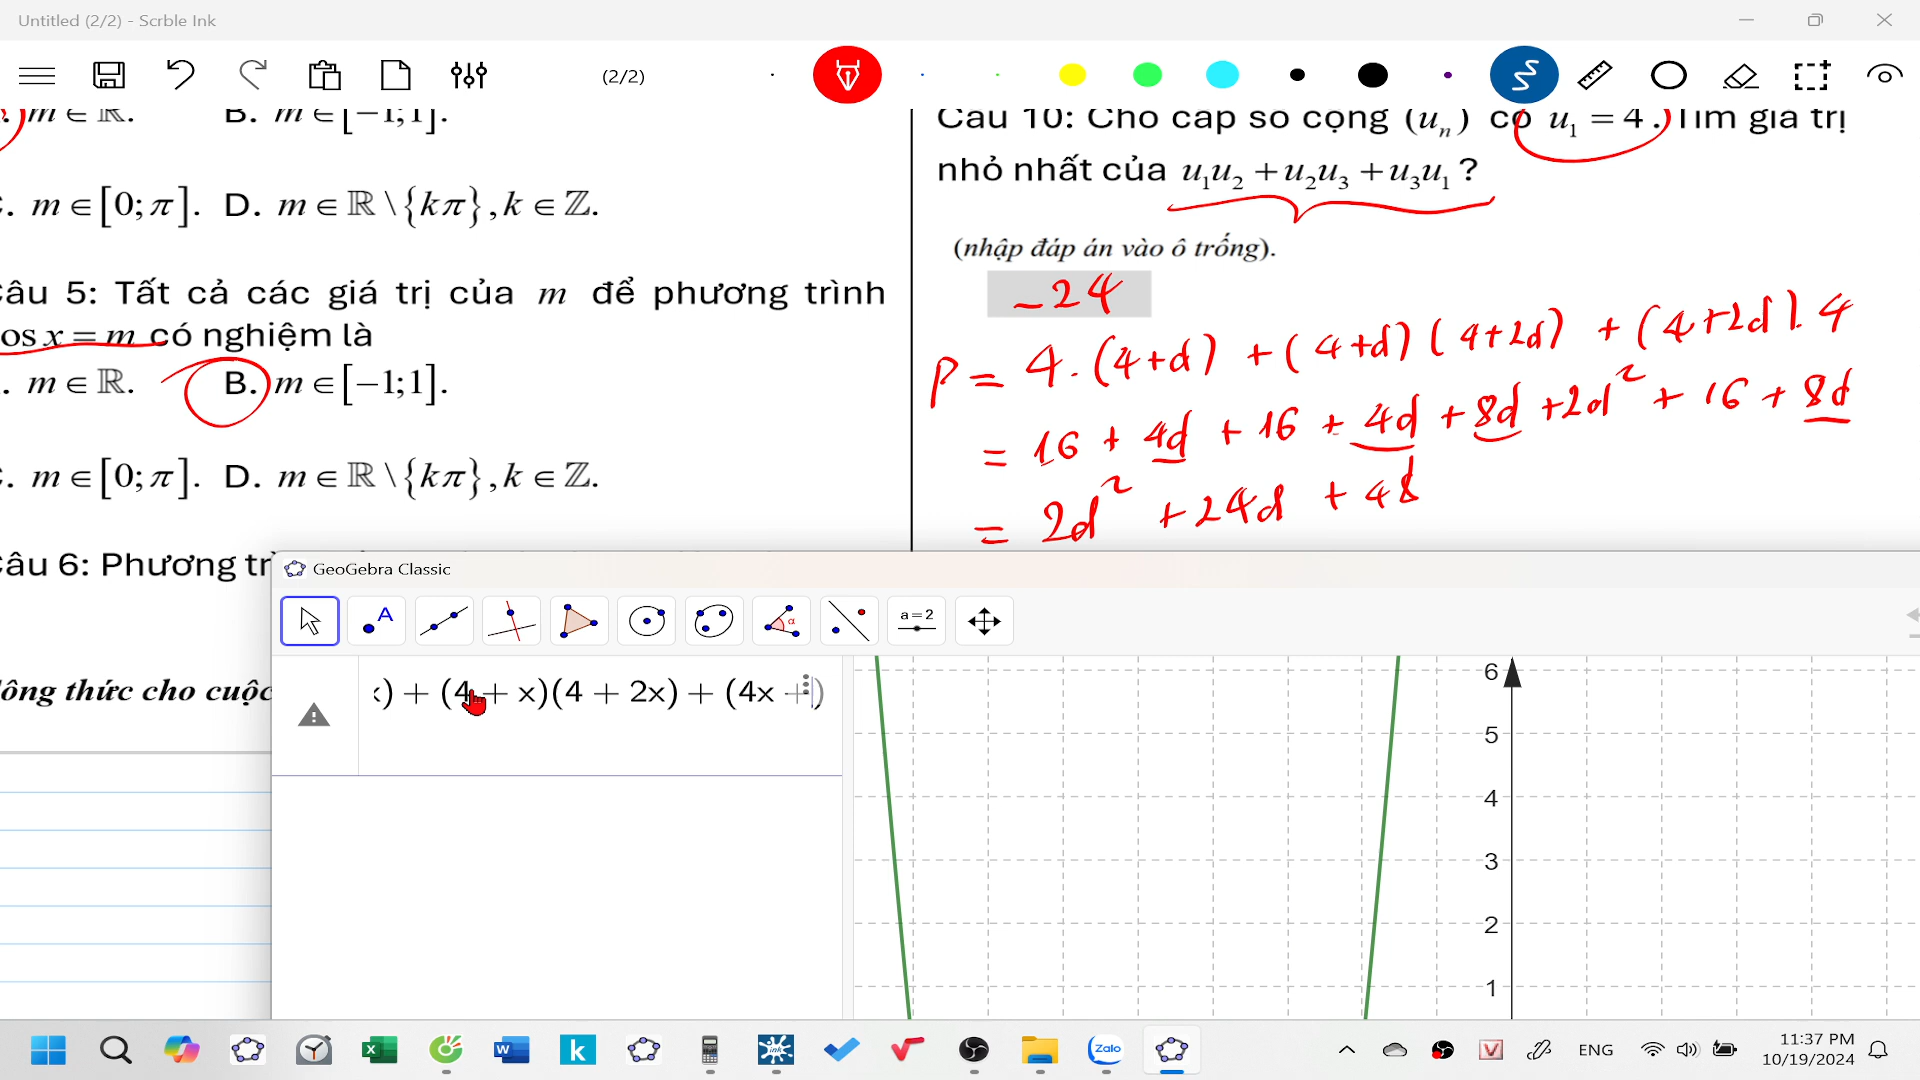 Untitled (2/2) - Scrble Ink
(2/2)
m ∈ ℝ. B. m ∈ [−1;1].
. m ∈ [0; π]. D. m ∈ ℝ \ {kπ}, k ∈ ℤ.
Câu 5: Tất cả các giá trị của m để phương trình
os x = m có nghiệm là
. m ∈ ℝ. B. m ∈ [−1;1].
. m ∈ [0; π]. D. m ∈ ℝ \ {kπ}, k ∈ ℤ.
Câu 6: Phương tr
ông thức cho cuộc
Câu 10: Cho cấp số cộng (uₙ) có u₁ = 4. Tìm giá trị
nhỏ nhất của u₁u₂ + u₂u₃ + u₃u₁ ?
(nhập đáp án vào ô trống).
−24
P = 4.(4+d) + (4+d)(4+2d) + (4+2d).4
= 16 + 4d + 16 + 4d + 8d + 2d² + 16 + 8d
= 2d² + 24d + 48
GeoGebra Classic
A
α
a=2
) + (4 + x)(4 + 2x) + (4x + )
6
5
4
3
2
1
Zalo
ENG
11:37 PM
10/19/2024